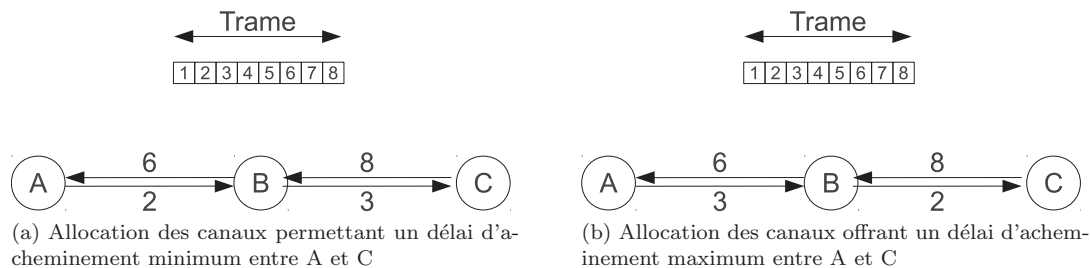 Trame
1 2 3 4 5 6 7 8
6 8
A B C
2 3
(a) Allocation des canaux permettant un délai d'a-
cheminement minimum entre A et C
Trame
1 2 3 4 5 6 7 8
6 8
A B C
3 2
(b) Allocation des canaux offrant un délai d'achem-
inement maximum entre A et C